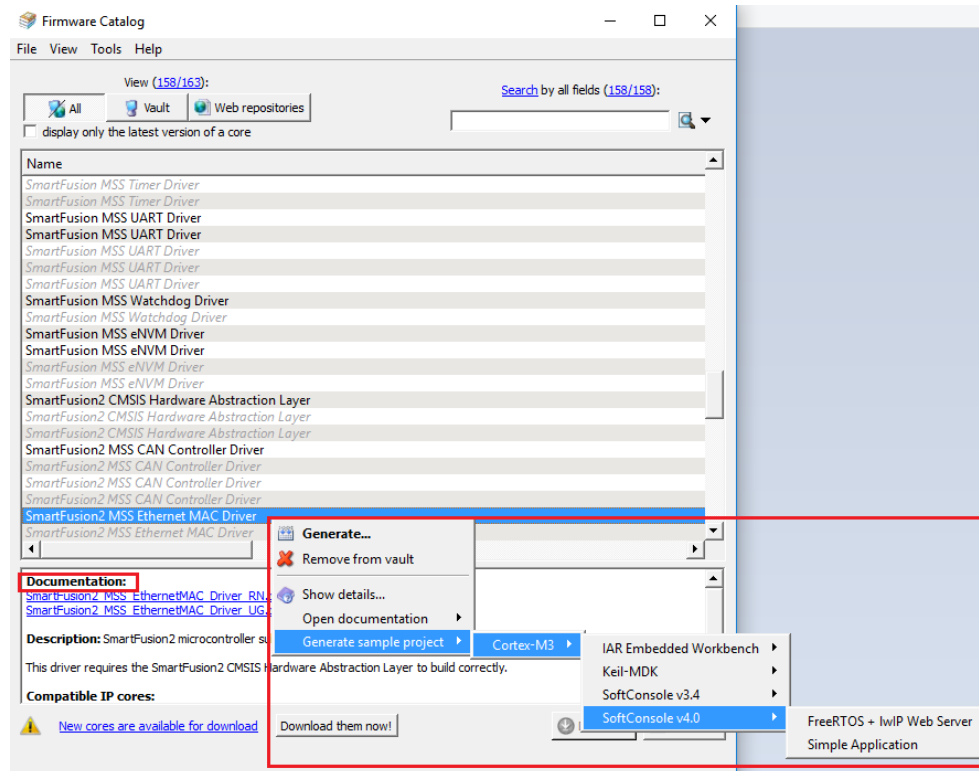 Firmware Catalog
File View Tools Help
View (158/163):
Search by all fields (158/158):
All Vault Web repositories
display only the latest version of a core
Name
SmartFusion MSS Timer Driver
SmartFusion MSS Timer Driver
SmartFusion MSS UART Driver
SmartFusion MSS UART Driver
SmartFusion MSS UART Driver
SmartFusion MSS UART Driver
SmartFusion MSS UART Driver
SmartFusion MSS Watchdog Driver
SmartFusion MSS Watchdog Driver
SmartFusion MSS eNVM Driver
SmartFusion MSS eNVM Driver
SmartFusion MSS eNVM Driver
SmartFusion MSS eNVM Driver
SmartFusion2 CMSIS Hardware Abstraction Layer
SmartFusion2 CMSIS Hardware Abstraction Layer
SmartFusion2 CMSIS Hardware Abstraction Layer
SmartFusion2 MSS CAN Controller Driver
SmartFusion2 MSS CAN Controller Driver
SmartFusion2 MSS CAN Controller Driver
SmartFusion2 MSS CAN Controller Driver
SmartFusion2 MSS Ethernet MAC Driver
SmartFusion2 MSS Ethernet MAC Driver
Generate...
Remove from vault
Show details...
Open documentation
Generate sample project
Cortex-M3
IAR Embedded Workbench
Keil-MDK
SoftConsole v3.4
SoftConsole v4.0
FreeRTOS + lwIP Web Server
Simple Application
Documentation:
SmartFusion2_MSS_EthernetMAC_Driver_RN.
SmartFusion2_MSS_EthernetMAC_Driver_UG.
Description: SmartFusion2 microcontroller
This driver requires the SmartFusion2 CMSIS Hardware Abstraction Layer to build correctly.
Compatible IP cores:
New cores are available for download
Download them now!